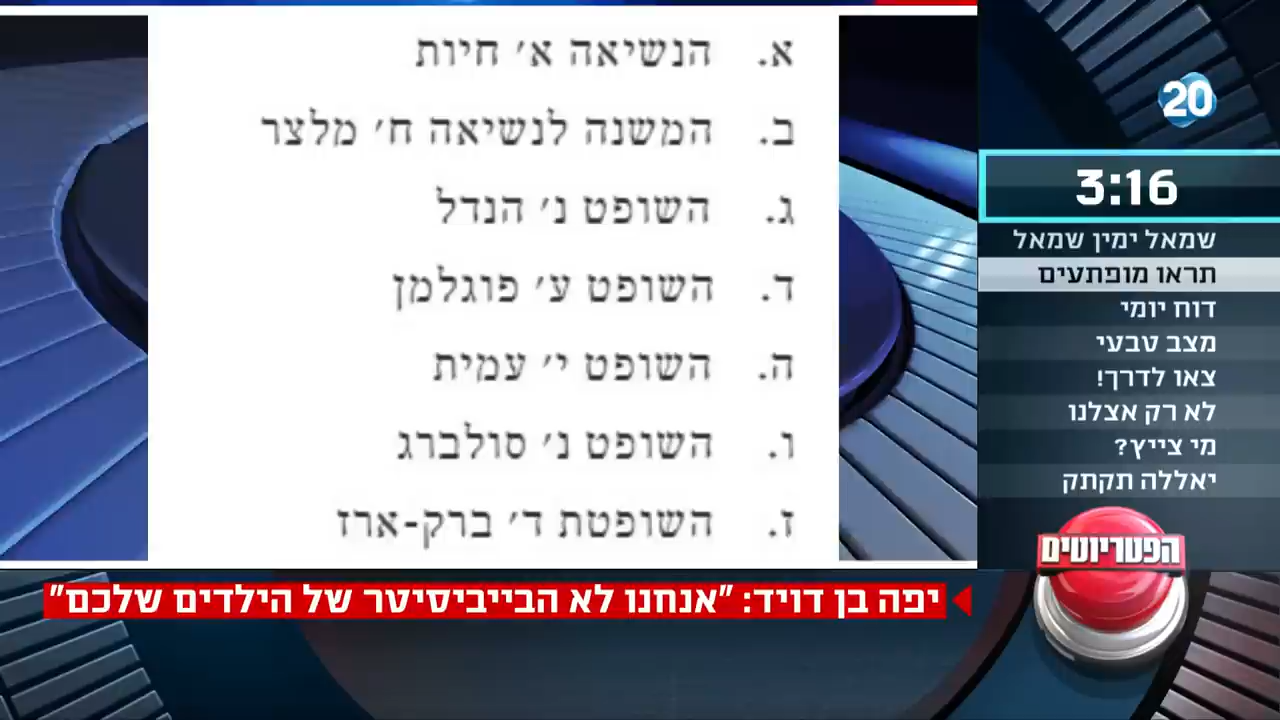 א. הנשיאה א׳ חיות
ב. המשנה לנשיאה ח׳ מלצר
ג. השופט נ׳ הנדל
ד. השופט ע׳ פוגלמן
ה. השופט י׳ עמית
ו. השופט נ׳ סולברג
ז. השופטת ד׳ ברק-ארז
20
3:16
שמאל ימין שמאל
תראו מופתעים
דוח יומי
מצב טבעי
צאו לדרך!
לא רק אצלנו
מי צייץ?
יאללה תקתק
הפטריוטים
יפה בן דויד: "אנחנו לא הבייביסיטר של הילדים שלכם"